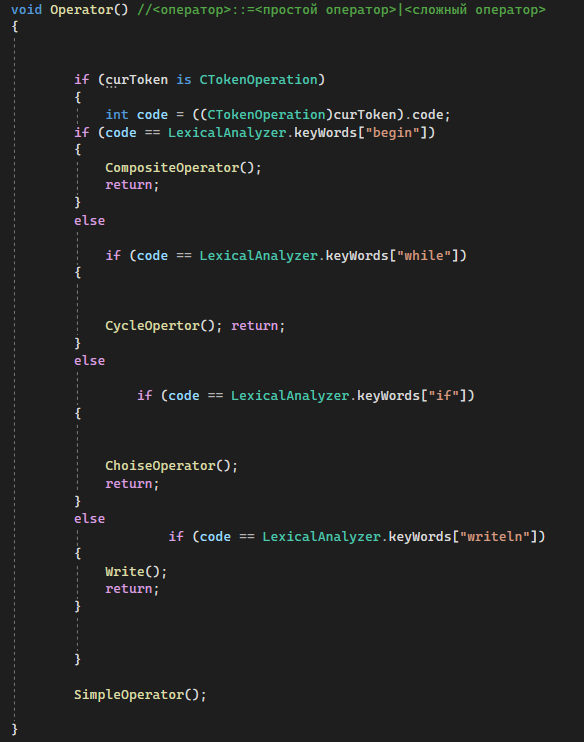 void Operator() //<оператор>::=<простой оператор>|<сложный оператор>
{
if (curToken is CTokenOperation)
{
int code = ((CTokenOperation)curToken).code;
if (code == LexicalAnalyzer.keyWords["begin"])
{
CompositeOperator();
return;
}
else
if (code == LexicalAnalyzer.keyWords["while"])
{
CycleOpertor(); return;
}
else
if (code == LexicalAnalyzer.keyWords["if"])
{
ChoiseOperator();
return;
}
else
if (code == LexicalAnalyzer.keyWords["writeln"])
{
Write();
return;
}
}
SimpleOperator();
}